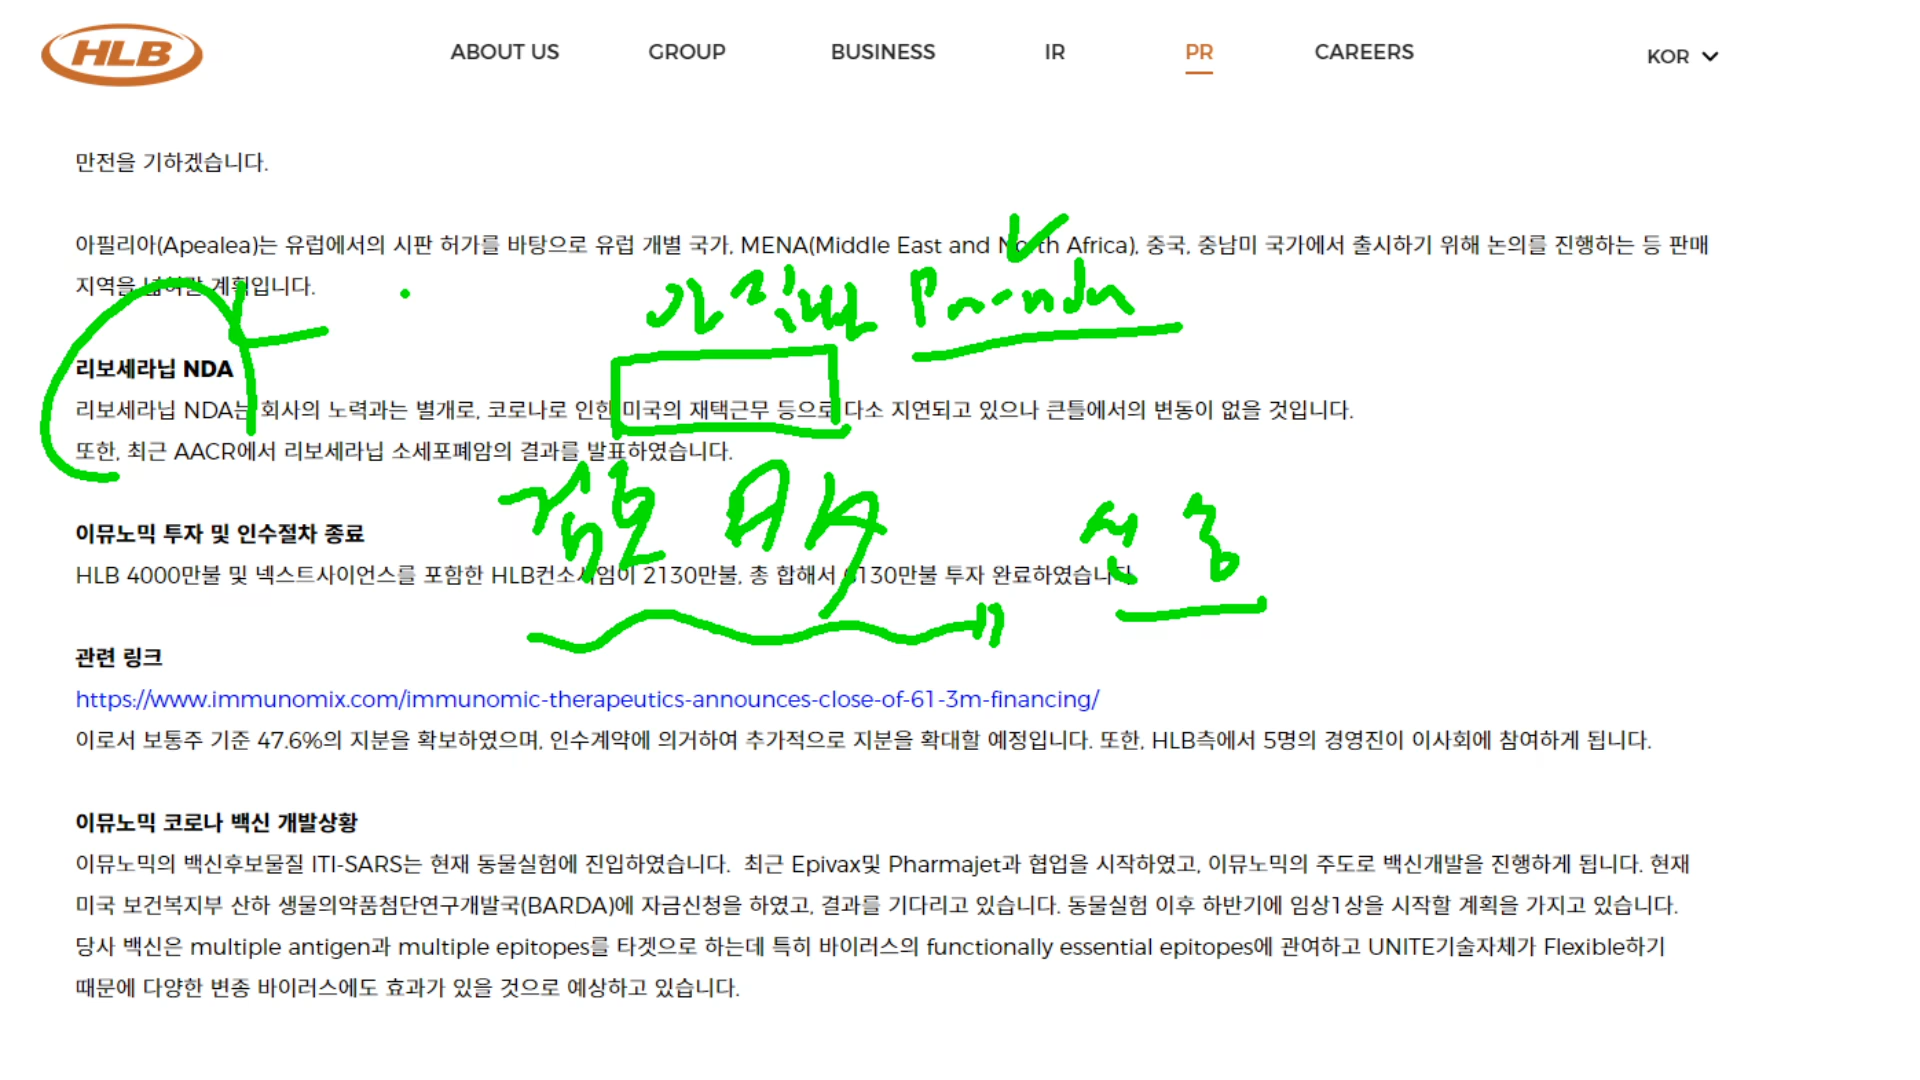 HLB
ABOUT US GROUP BUSINESS IR PR CAREERS KOR
만전을 기하겠습니다.
아필리아(Apealea)는 유럽에서의 시판 허가를 바탕으로 유럽 개별 국가, MENA(Middle East and North Africa), 중국, 중남미 국가에서 출시하기 위해 논의를 진행하는 등 판매
지역을 넓혀갈 계획입니다.
Pre-nda
리보세라닙 NDA
리보세라닙 NDA는 회사의 노력과는 별개로, 코로나로 인한 미국의 재택근무 등으로 다소 지연되고 있으나 큰틀에서의 변동이 없을 것입니다.
또한, 최근 AACR에서 리보세라닙 소세포폐암의 결과를 발표하였습니다.
이뮤노믹 투자 및 인수절차 종료
HLB 4000만불 및 넥스트사이언스를 포함한 HLB컨소시엄이 2130만불, 총 합해서 6130만불 투자 완료하였습니다.
관련 링크
https://www.immunomix.com/immunomic-therapeutics-announces-close-of-61-3m-financing/
이로서 보통주 기준 47.6%의 지분을 확보하였으며, 인수계약에 의거하여 추가적으로 지분을 확대할 예정입니다. 또한, HLB측에서 5명의 경영진이 이사회에 참여하게 됩니다.
이뮤노믹 코로나 백신 개발상황
이뮤노믹의 백신후보물질 ITI-SARS는 현재 동물실험에 진입하였습니다. 최근 Epivax및 Pharmajet과 협업을 시작하였고, 이뮤노믹의 주도로 백신개발을 진행하게 됩니다. 현재
미국 보건복지부 산하 생물의약품첨단연구개발국(BARDA)에 자금신청을 하였고, 결과를 기다리고 있습니다. 동물실험 이후 하반기에 임상1상을 시작할 계획을 가지고 있습니다.
당사 백신은 multiple antigen과 multiple epitopes를 타겟으로 하는데 특히 바이러스의 functionally essential epitopes에 관여하고 UNITE기술자체가 Flexible하기
때문에 다양한 변종 바이러스에도 효과가 있을 것으로 예상하고 있습니다.